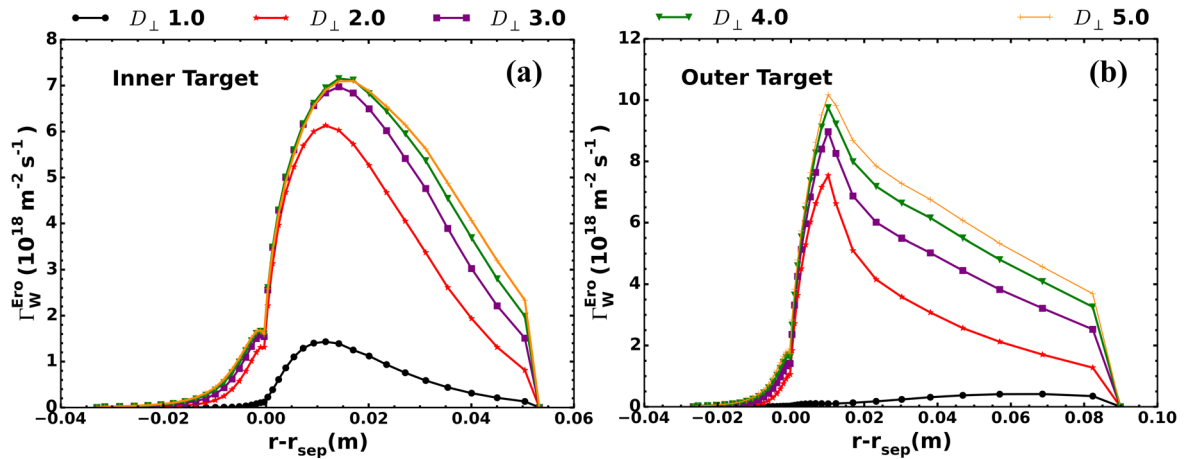 D⊥ 1.0 D⊥ 2.0 D⊥ 3.0 D⊥ 4.0 D⊥ 5.0
8
7
6
5
4
3
2
1
0
Inner Target
(a)
Γ_W^Ero (10^18 m^-2 s^-1)
−0.04 −0.02 0.00 0.02 0.04 0.06
r-r_sep(m)
12
10
8
6
4
2
0
Outer Target
(b)
Γ_W^Ero (10^18 m^-2 s^-1)
−0.04 −0.02 0.00 0.02 0.04 0.06 0.08 0.10
r-r_sep(m)